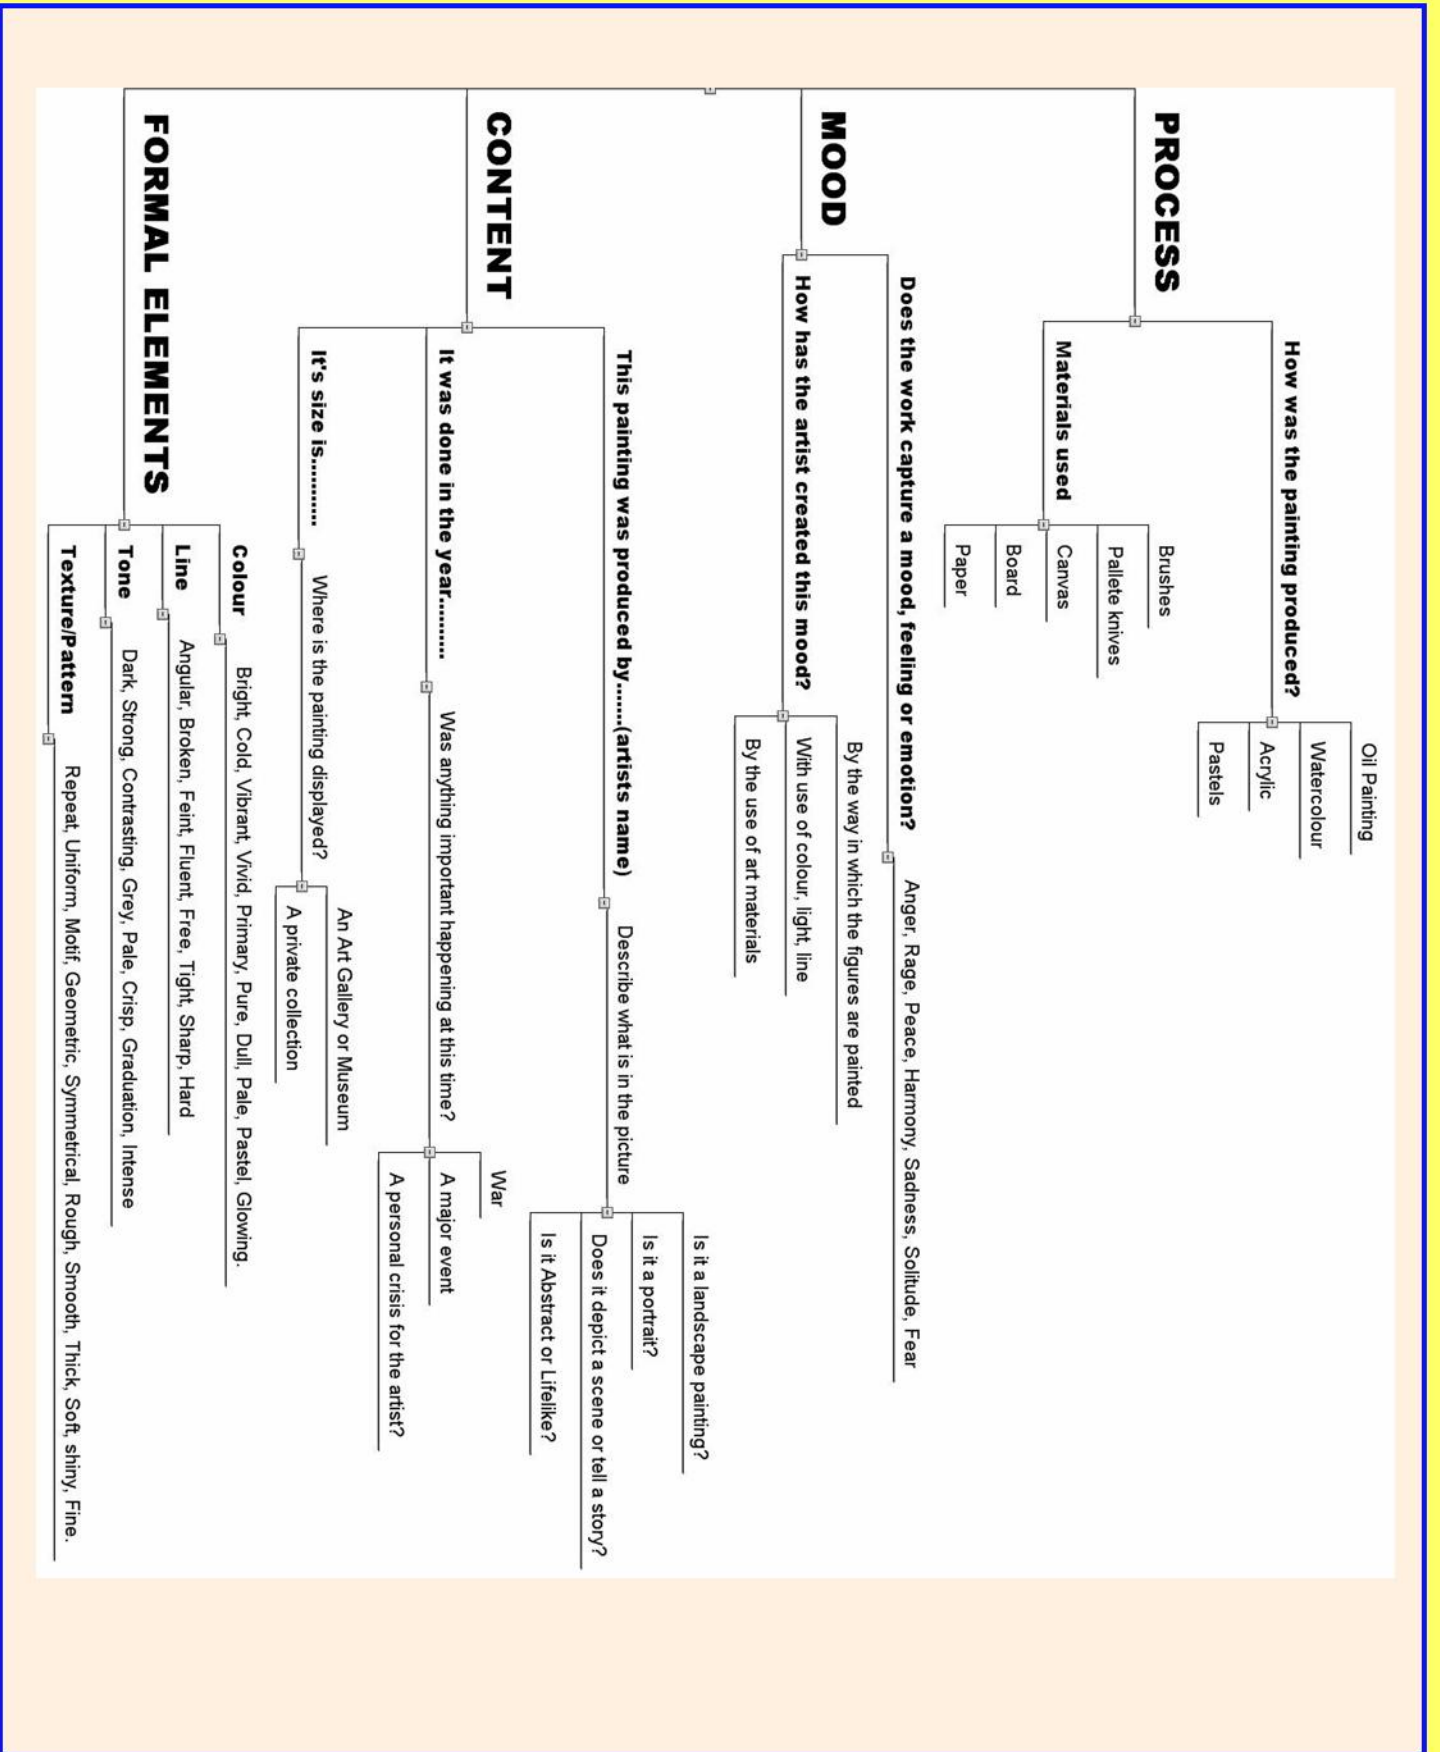 PROCESS
How was the painting produced?
Oil Painting
Watercolour
Acrylic
Pastels
Materials used
Brushes
Pallete knives
Canvas
Board
Paper
MOOD
Does the work capture a mood, feeling or emotion?
Anger, Rage, Peace, Harmony, Sadness, Solitude, Fear
How has the artist created this mood?
By the way in which the figures are painted
With use of colour, light, line
By the use of art materials
CONTENT
This painting was produced by.......(artists name)
Describe what is in the picture
Is it a landscape painting?
Is it a portrait?
Does it depict a scene or tell a story?
Is it Abstract or Lifelike?
It was done in the year...........
Was anything important happening at this time?
War
A major event
A personal crisis for the artist?
It's size is...........
Where is the painting displayed?
An Art Gallery or Museum
A private collection
FORMAL ELEMENTS
Colour
Bright, Cold, Vibrant, Vivid, Primary, Pure, Dull, Pale, Pastel, Glowing.
Line
Angular, Broken, Feint, Fluent, Free, Tight, Sharp, Hard
Tone
Dark, Strong, Contrasting, Grey, Pale, Crisp, Graduation, Intense
Texture/Pattern
Repeat, Uniform, Motif, Geometric, Symmetrical, Rough, Smooth, Thick, Soft, shiny, Fine.